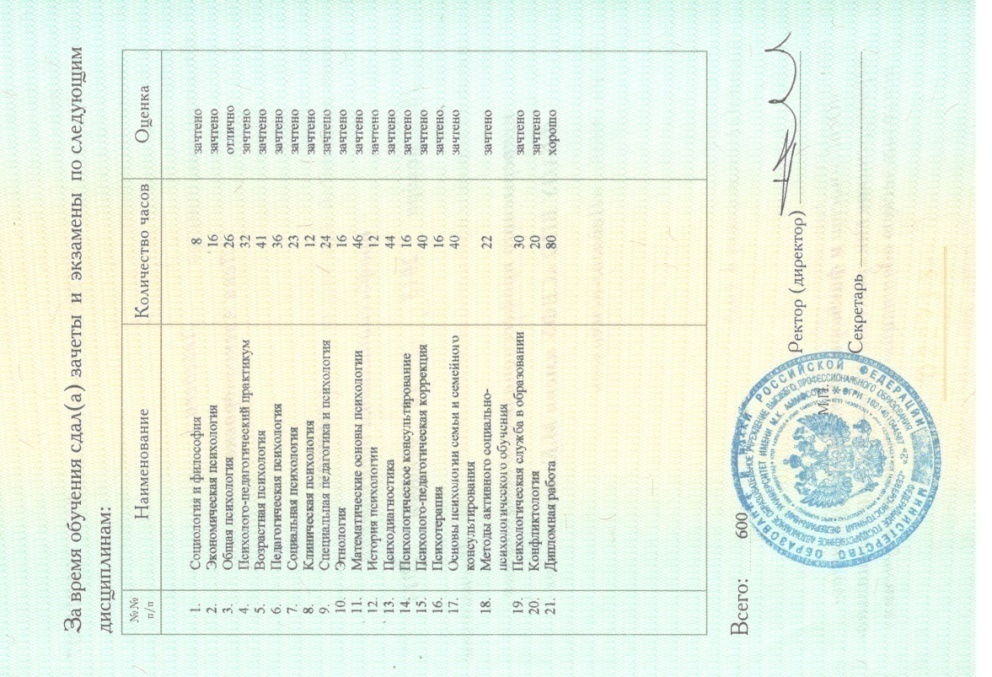 За время обучения сдал(а) зачеты и экзамены по следующим
дисциплинам:
№№ п/п Наименование Количество часов Оценка
1. Социология и философия 8 зачтено
2. Экономическая психология 16 зачтено
3. Общая психология 26 отлично
4. Психолого-педагогический практикум 32 зачтено
5. Возрастная психология 41 зачтено
6. Педагогическая психология 36 зачтено
7. Социальная психология 23 зачтено
8. Клиническая психология 12 зачтено
9. Специальная педагогика и психология 24 зачтено
10. Этнология 16 зачтено
11. Математические основы психологии 46 зачтено
12. История психологии 12 зачтено
13. Психодиагностика 44 зачтено
14. Психологическое консультирование 16 зачтено
15. Психолого-педагогическая коррекция 40 зачтено
16. Психотерапия 16 зачтено
17. Основы психологии семьи и семейного 40 зачтено
консультирования
18. Методы активного социально- 22 зачтено
психологического обучения
19. Психологическая служба в образовании 30 зачтено
20. Конфликтология 20 зачтено
21. Дипломная работа 80 хорошо
Всего: 600
Ректор (директор)
М.П.
Секретарь
МИНИСТЕРСТВО ОБРАЗОВАНИЯ И НАУКИ РОССИЙСКОЙ ФЕДЕРАЦИИ